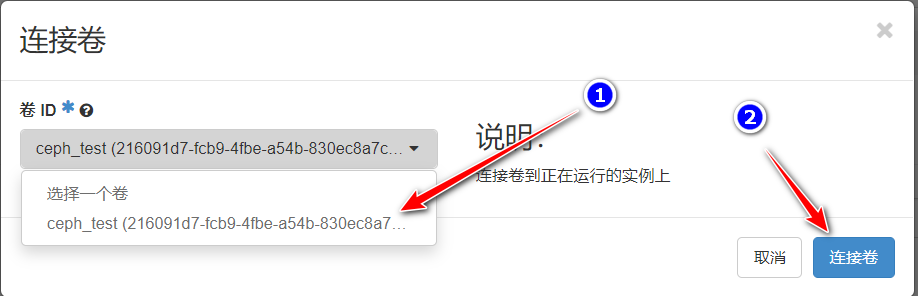 连接卷
×
卷 ID * ?
ceph_test (216091d7-fcb9-4fbe-a54b-830ec8a7c...
选择一个卷
ceph_test (216091d7-fcb9-4fbe-a54b-830ec8a7...
1
说明:
连接卷到正在运行的实例上
2
取消
连接卷